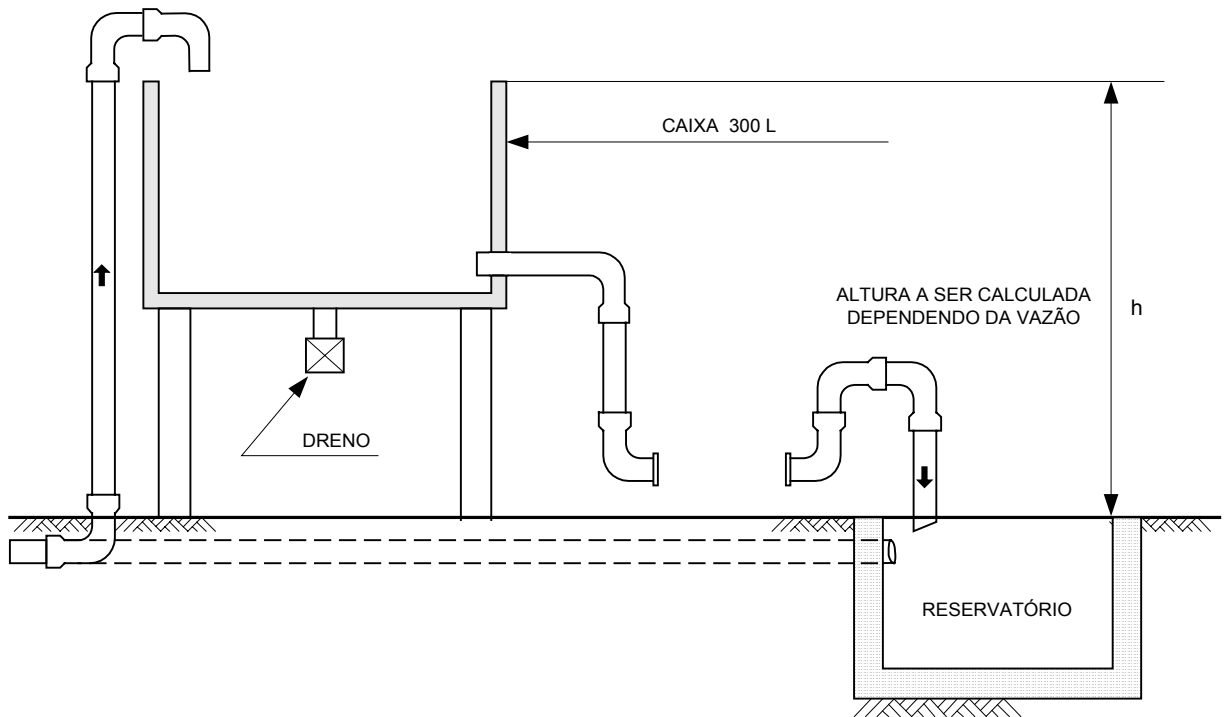 CAIXA 300 L
ALTURA A SER CALCULADA
DEPENDENDO DA VAZÃO
h
DRENO
RESERVATÓRIO